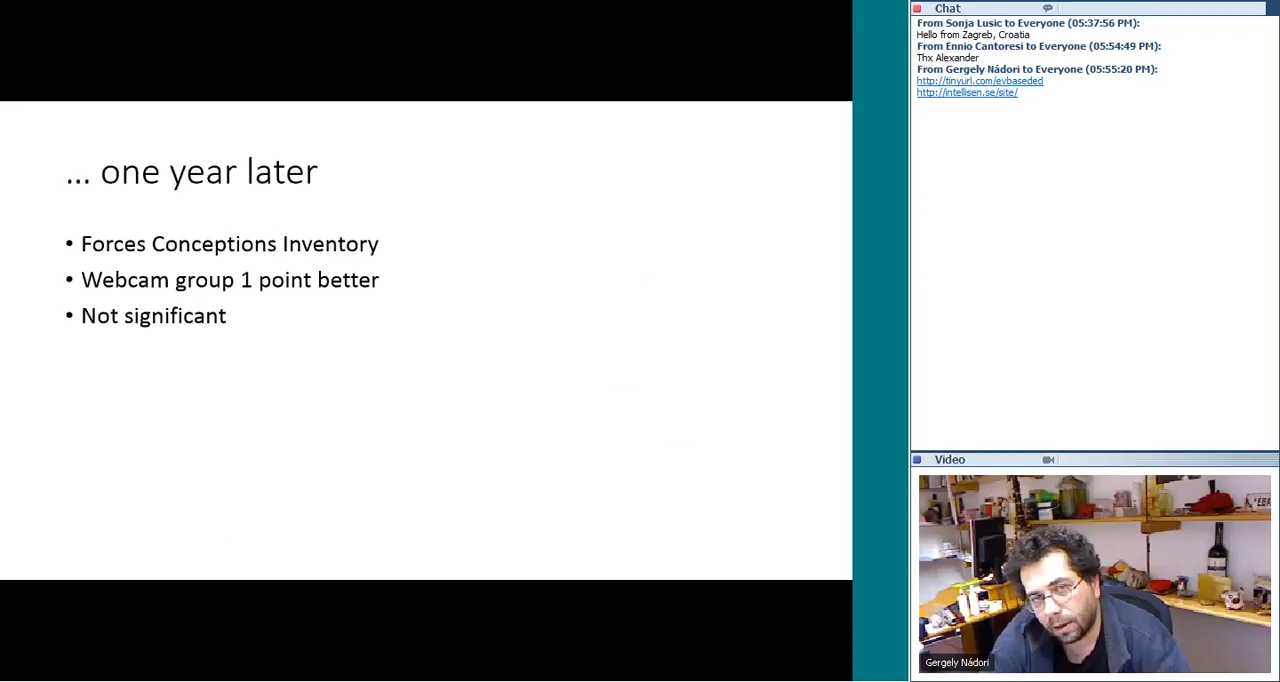 ... one year later
• Forces Conceptions Inventory
• Webcam group 1 point better
• Not significant
Chat
From Sonja Lusic to Everyone (05:37:56 PM):
Hello from Zagreb, Croatia
From Ennio Cantoresi to Everyone (05:54:49 PM):
Thx Alexander
From Gergely Nádori to Everyone (05:55:20 PM):
http://tinyurl.com/evbaseded
http://intellisen.se/site/
Video
Gergely Nádori